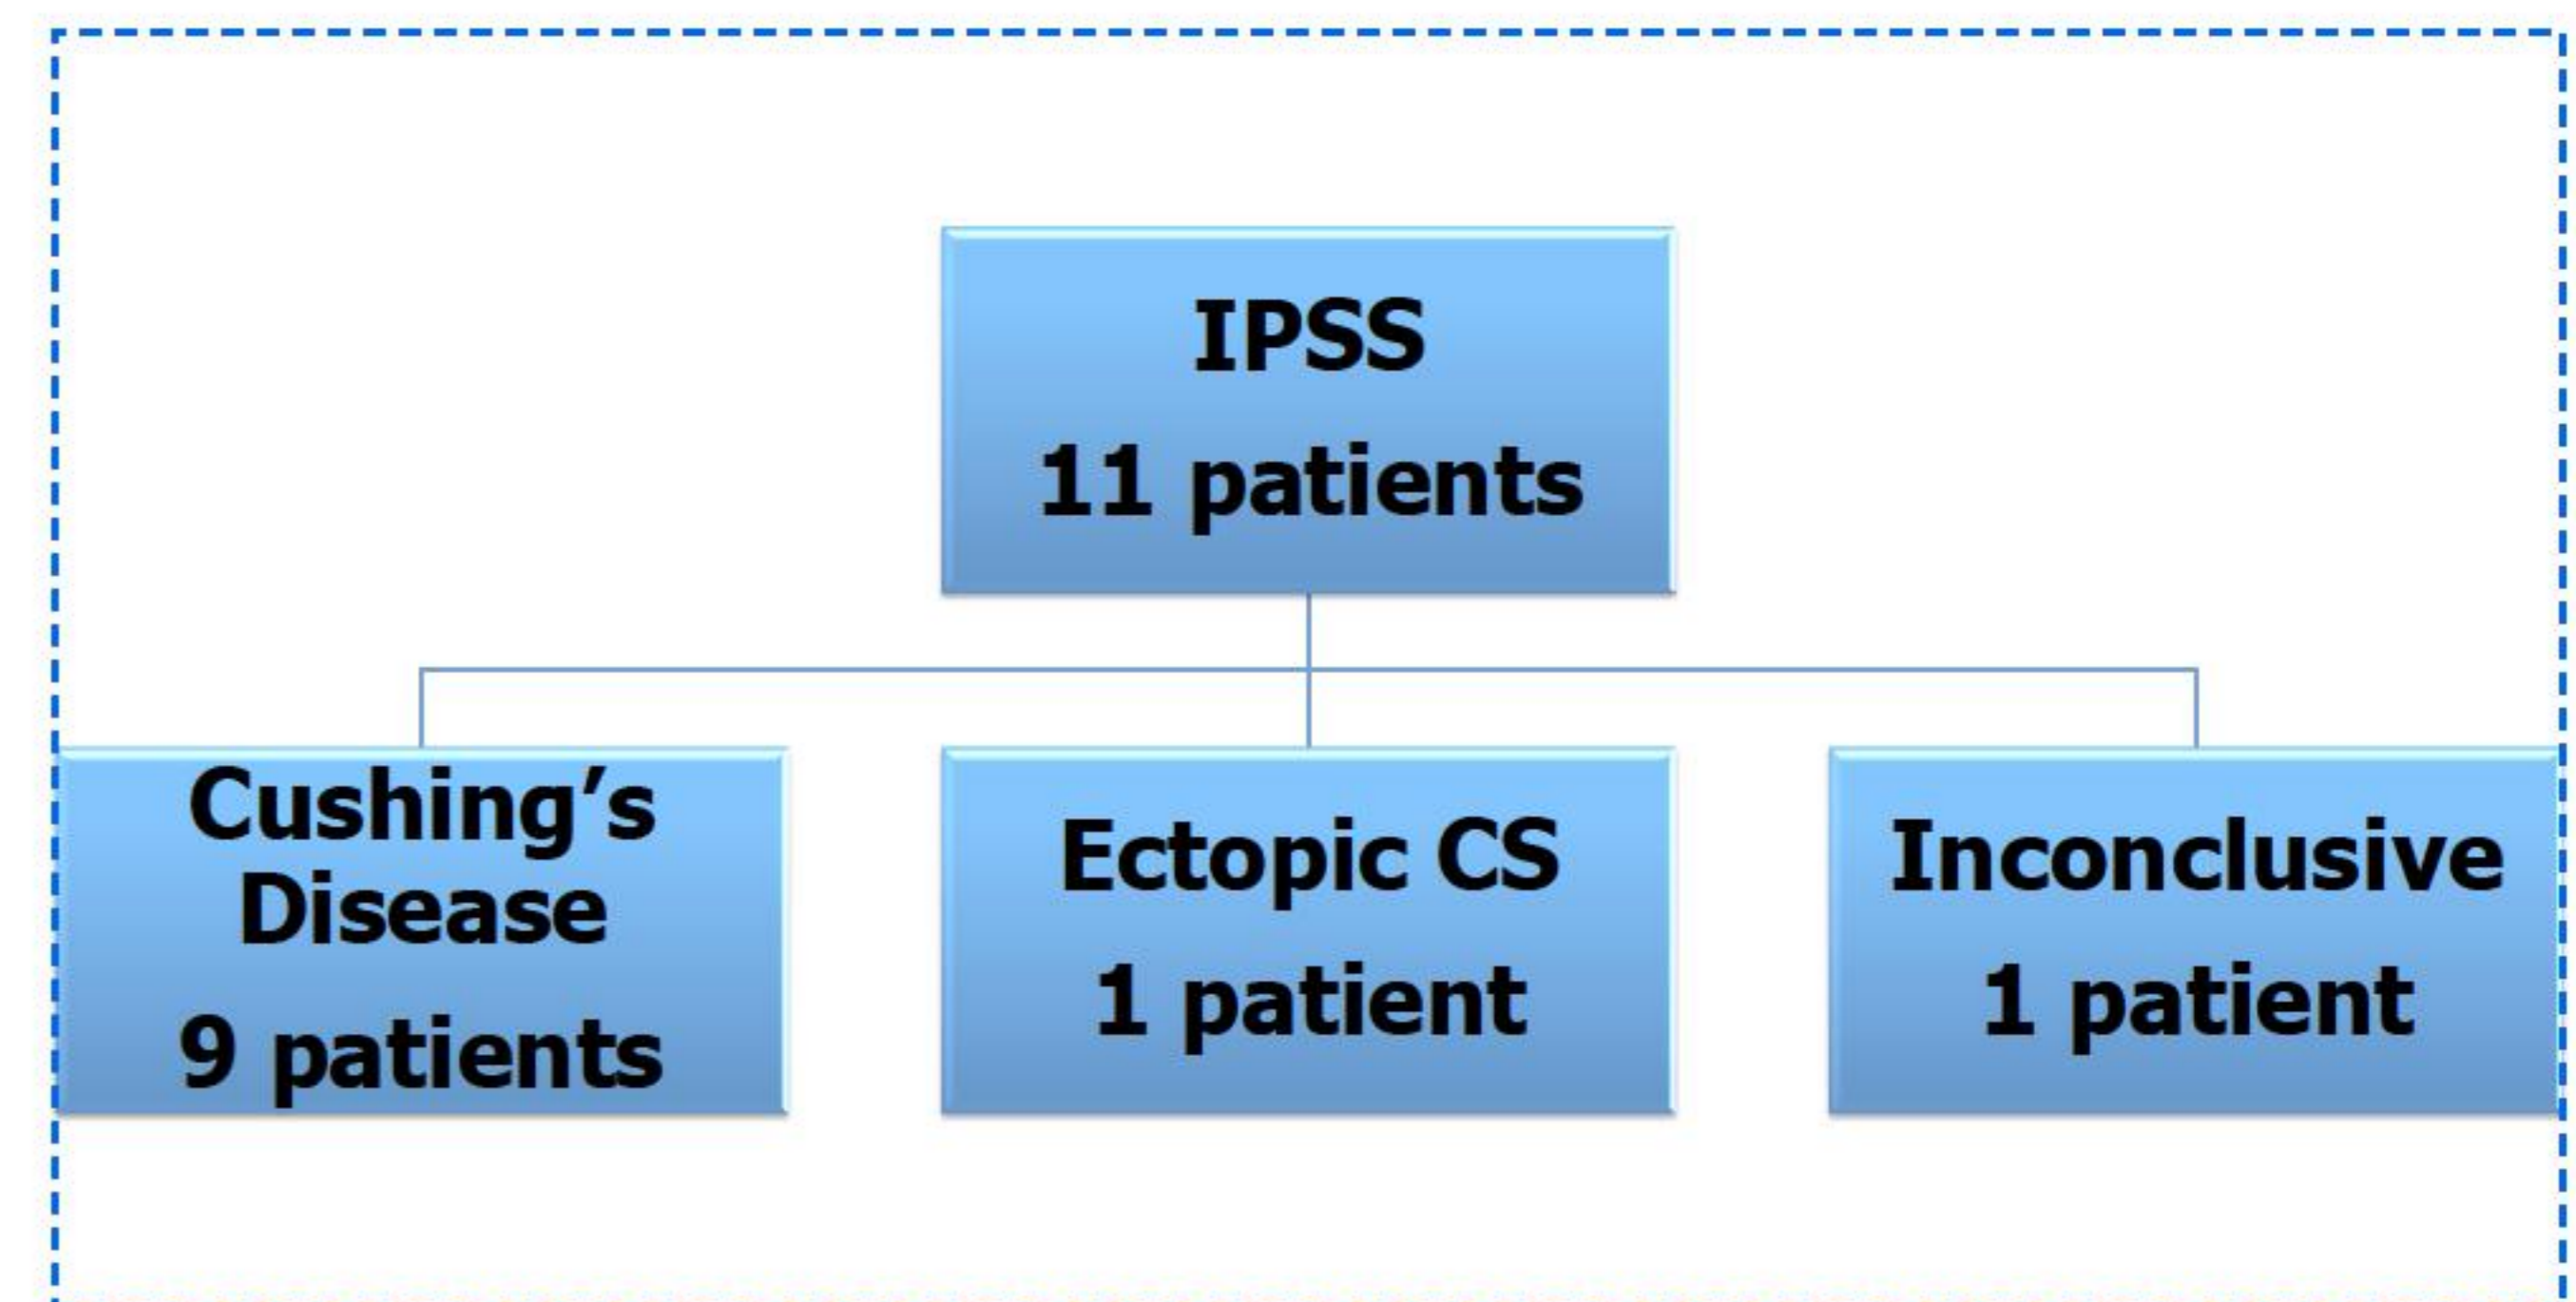 IPSS
11 patients
Cushing’s
Disease
9 patients
Ectopic CS
1 patient
Inconclusive
1 patient